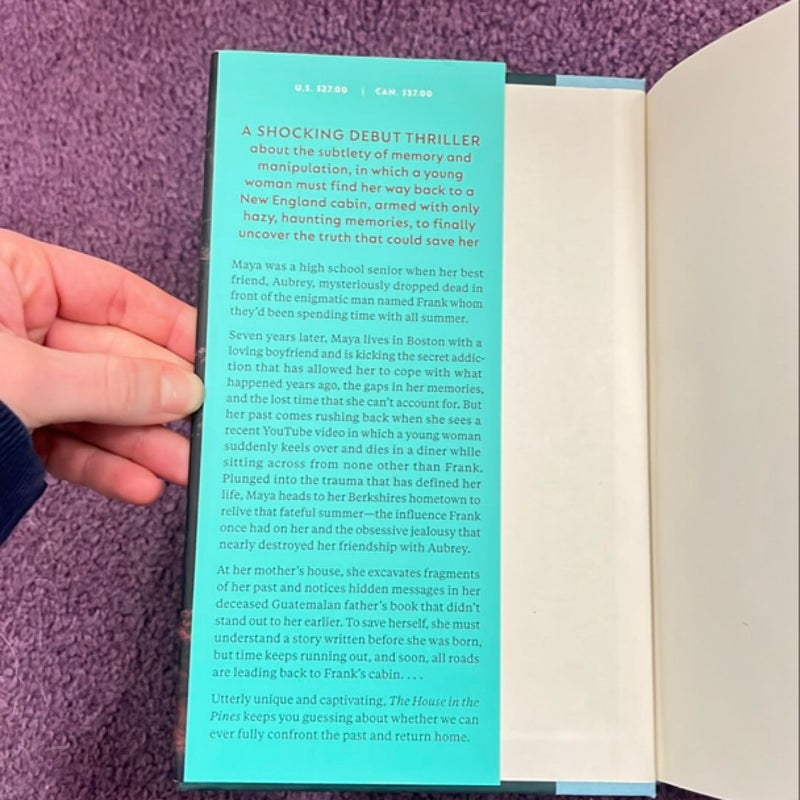 U.S. $27.00 | CAN. $37.00
A SHOCKING DEBUT THRILLER
about the subtlety of memory and
manipulation, in which a young
woman must find her way back to a
New England cabin, armed with only
hazy, haunting memories, to finally
uncover the truth that could save her
Maya was a high school senior when her best
friend, Aubrey, mysteriously dropped dead in
front of the enigmatic man named Frank whom
they'd been spending time with all summer.
Seven years later, Maya lives in Boston with a
loving boyfriend and is kicking the secret addic-
tion that has allowed her to cope with what
happened years ago, the gaps in her memories,
and the lost time that she can't account for. But
her past comes rushing back when she sees a
recent YouTube video in which a young woman
suddenly keels over and dies in a diner while
sitting across from none other than Frank.
Plunged into the trauma that has defined her
life, Maya heads to her Berkshires hometown to
relive that fateful summer—the influence Frank
once had on her and the obsessive jealousy that
nearly destroyed her friendship with Aubrey.
At her mother's house, she excavates fragments
of her past and notices hidden messages in her
deceased Guatemalan father's book that didn't
stand out to her earlier. To save herself, she must
understand a story written before she was born,
but time keeps running out, and soon, all roads
are leading back to Frank's cabin. . . .
Utterly unique and captivating, The House in the
Pines keeps you guessing about whether we can
ever fully confront the past and return home.